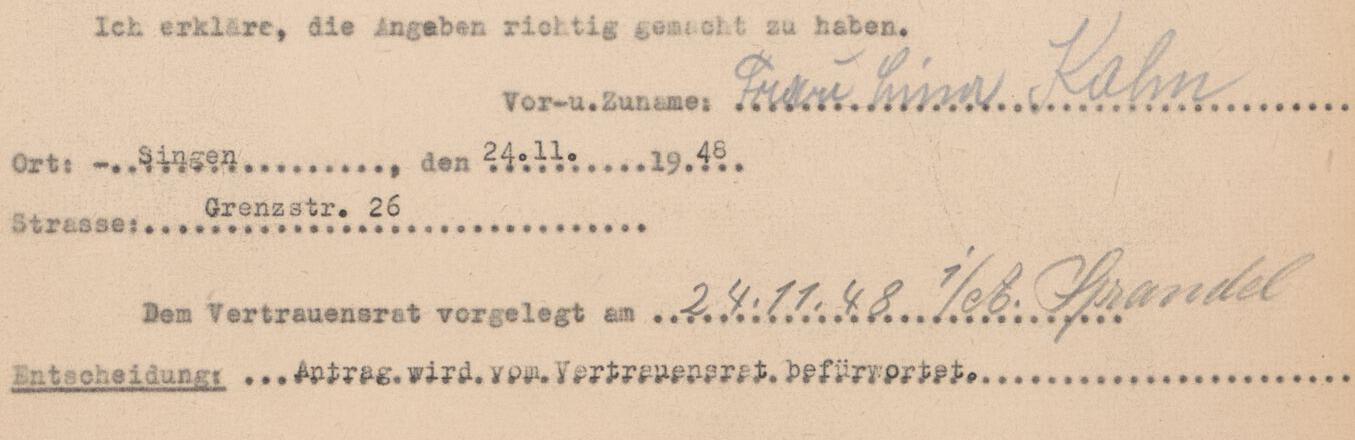 Ich erkläre, die Angaben richtig gemacht zu haben.
Vor-u.Zuname: Frau Lina Kahn
Ort: -..Singen.........., den 24.11. 19.48.
Strasse: Grenzstr. 26
Dem Vertrauensrat vorgelegt am 24.11.48 Sprandel
Entscheidung: ...Antrag wird vom Vertrauensrat befürwortet.